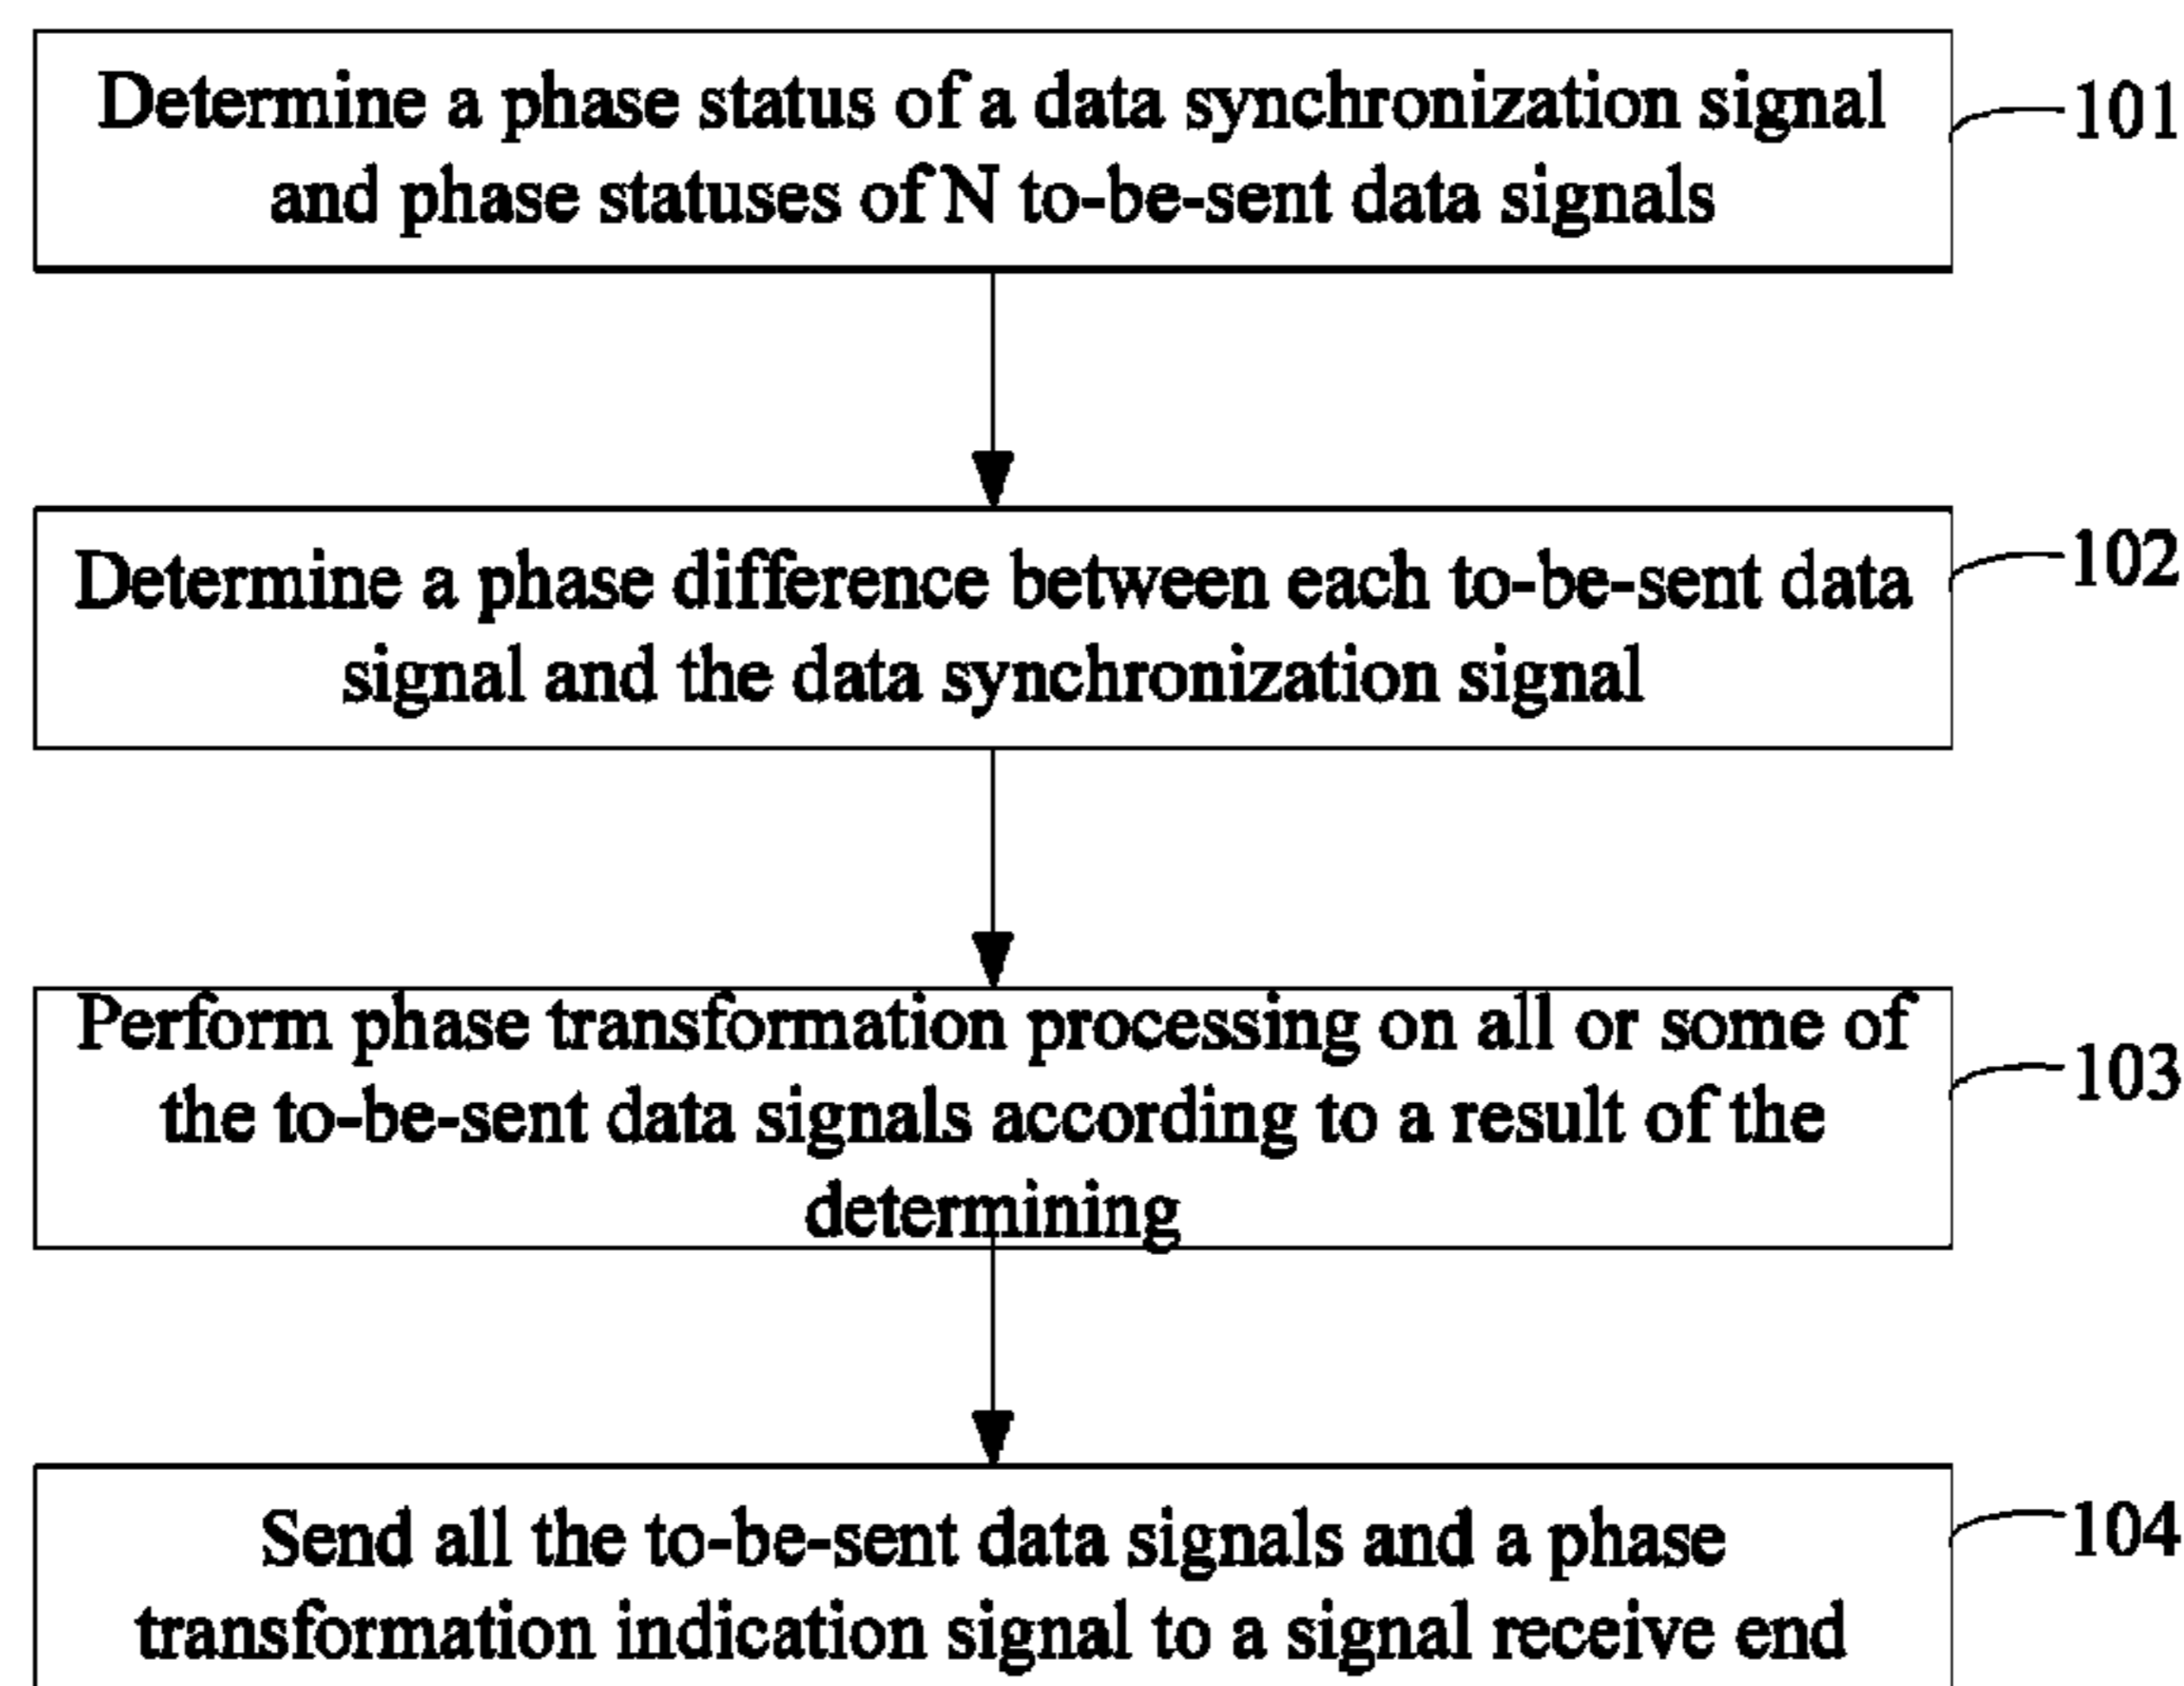 Determine a phase status of a data synchronization signal
and phase statuses of N to-be-sent data signals
101
Determine a phase difference between each to-be-sent data
signal and the data synchronization signal
102
Perform phase transformation processing on all or some of
the to-be-sent data signals according to a result of the
determining
103
Send all the to-be-sent data signals and a phase
transformation indication signal to a signal receive end
104